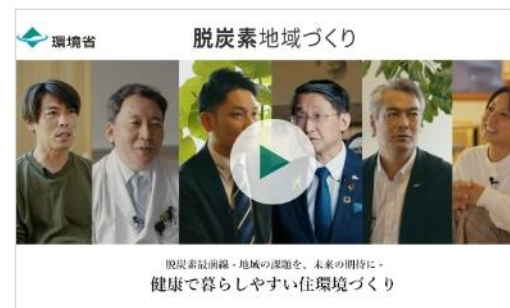 環境省
脱炭素地域づくり
脱炭素最前線 - 地域の課題を、未来の期待に -
健康で暮らしやすい住環境づくり